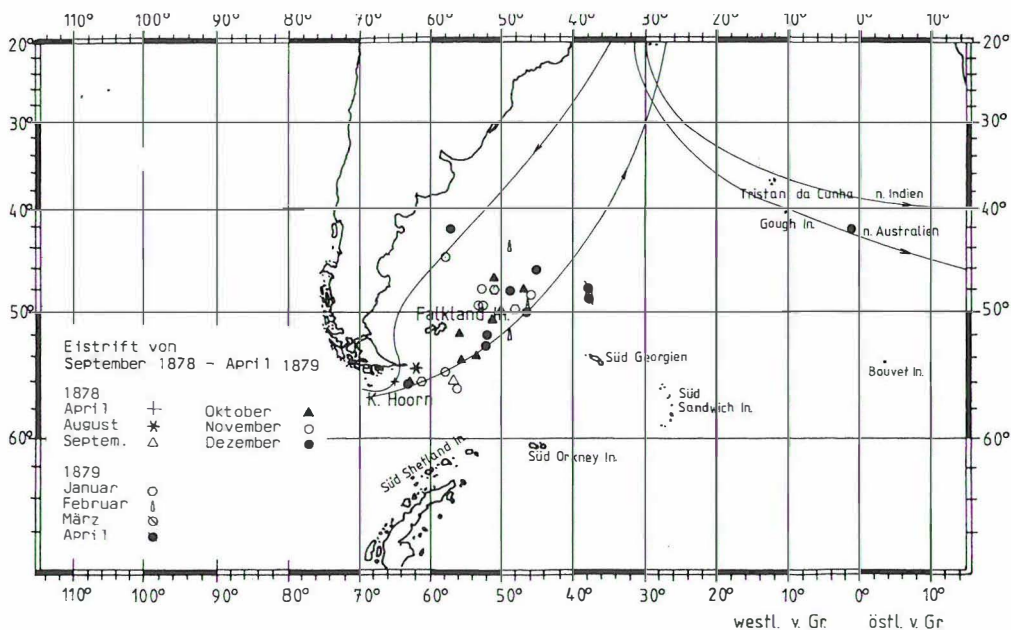 110° 100° 90° 80° 70° 60° 50° 40° 30° 20° 10° 0° 10°
20° 20°
30° 30°
Tristan da Cunha n. Indien
40° 40°
Gough In. n. Australien
50° Falkland In. 50°
Eistrift von
September 1878 - April 1879
Süd Georgien
Bouvet In.
1878
April
August
Septem.
Oktober
November
Dezember
K. Hoorn
Süd
Sandwich In.
60° 60°
Süd Shetland In.
Süd Orkney In.
1879
Januar
Februar
März
April
110° 100° 90° 80° 70° 60° 50° 40° 30° 20° 10° 0° 10°
westl. v. Gr. östl. v. Gr